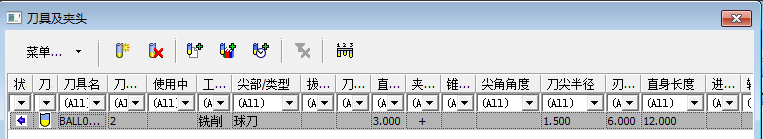 刀具及夹头
菜单...
1 2 3
状 刀 刀具名 刀... 使用中 工... 尖部/类型 拔... 刀... 直... 夹... 锥... 尖角角度 刀尖半径 刃... 直身长度 进...
(All) (A (All) (A (All) (A (A (A (All) (All) (A (All) (A
BALLO... 2 铣削 球刀 3.000 + 1.500 6.000 12.000